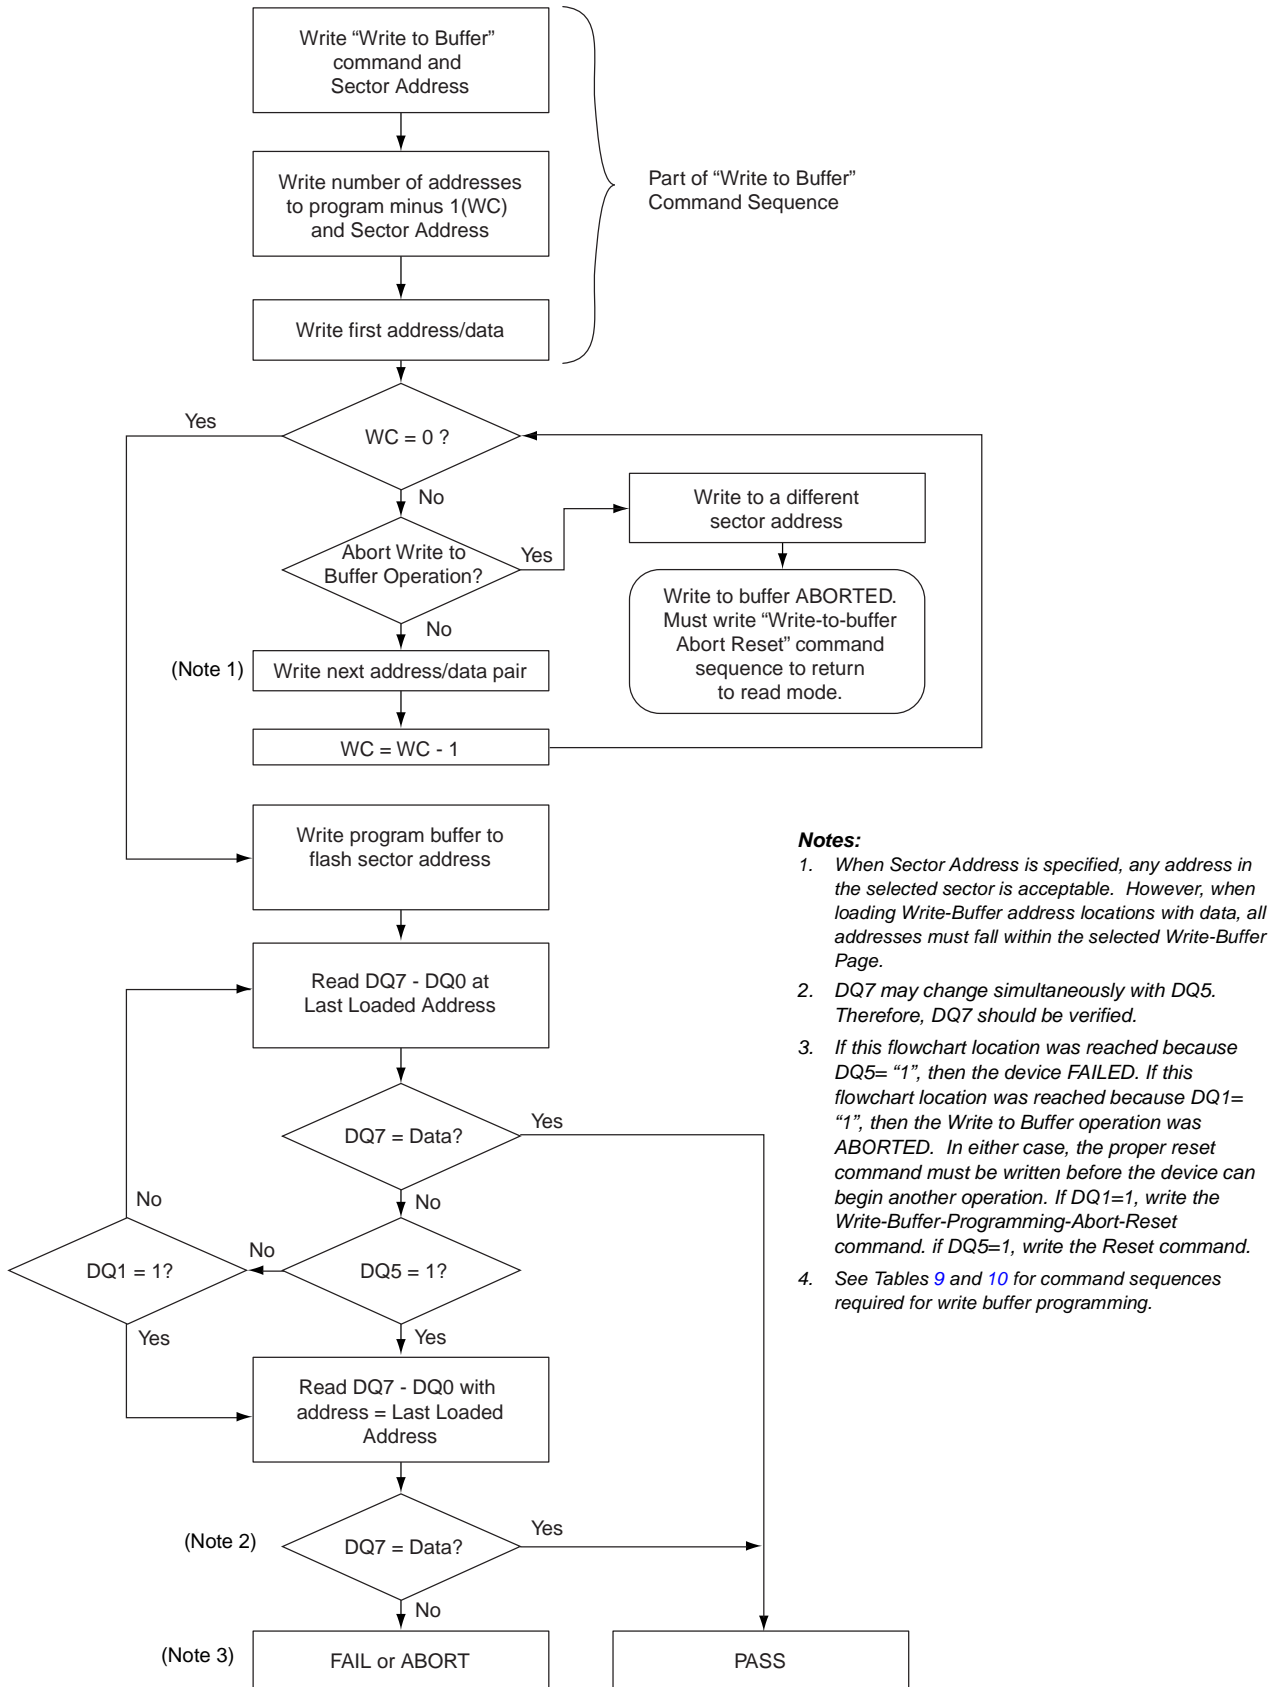 Write “Write to Buffer”
command and
Sector Address
Write number of addresses
to program minus 1(WC)
and Sector Address
Part of “Write to Buffer”
Command Sequence
Write first address/data
Yes
WC = 0 ?
No
Write to a different
sector address
Abort Write to
Buffer Operation?
Yes
No
Write to buffer ABORTED.
Must write “Write-to-buffer
Abort Reset” command
sequence to return
to read mode.
(Note 1)
Write next address/data pair
WC = WC - 1
Write program buffer to
flash sector address
Notes:
1. When Sector Address is specified, any address in
the selected sector is acceptable. However, when
loading Write-Buffer address locations with data, all
addresses must fall within the selected Write-Buffer
Page.
2. DQ7 may change simultaneously with DQ5.
Therefore, DQ7 should be verified.
3. If this flowchart location was reached because
DQ5= “1”, then the device FAILED. If this
flowchart location was reached because DQ1=
“1”, then the Write to Buffer operation was
ABORTED. In either case, the proper reset
command must be written before the device can
begin another operation. If DQ1=1, write the
Write-Buffer-Programming-Abort-Reset
command. if DQ5=1, write the Reset command.
4. See Tables 9 and 10 for command sequences
required for write buffer programming.
Read DQ7 - DQ0 at
Last Loaded Address
DQ7 = Data?
Yes
No
No
DQ1 = 1?
No
DQ5 = 1?
Yes
Yes
Read DQ7 - DQ0 with
address = Last Loaded
Address
(Note 2)
DQ7 = Data?
Yes
No
(Note 3)
FAIL or ABORT
PASS